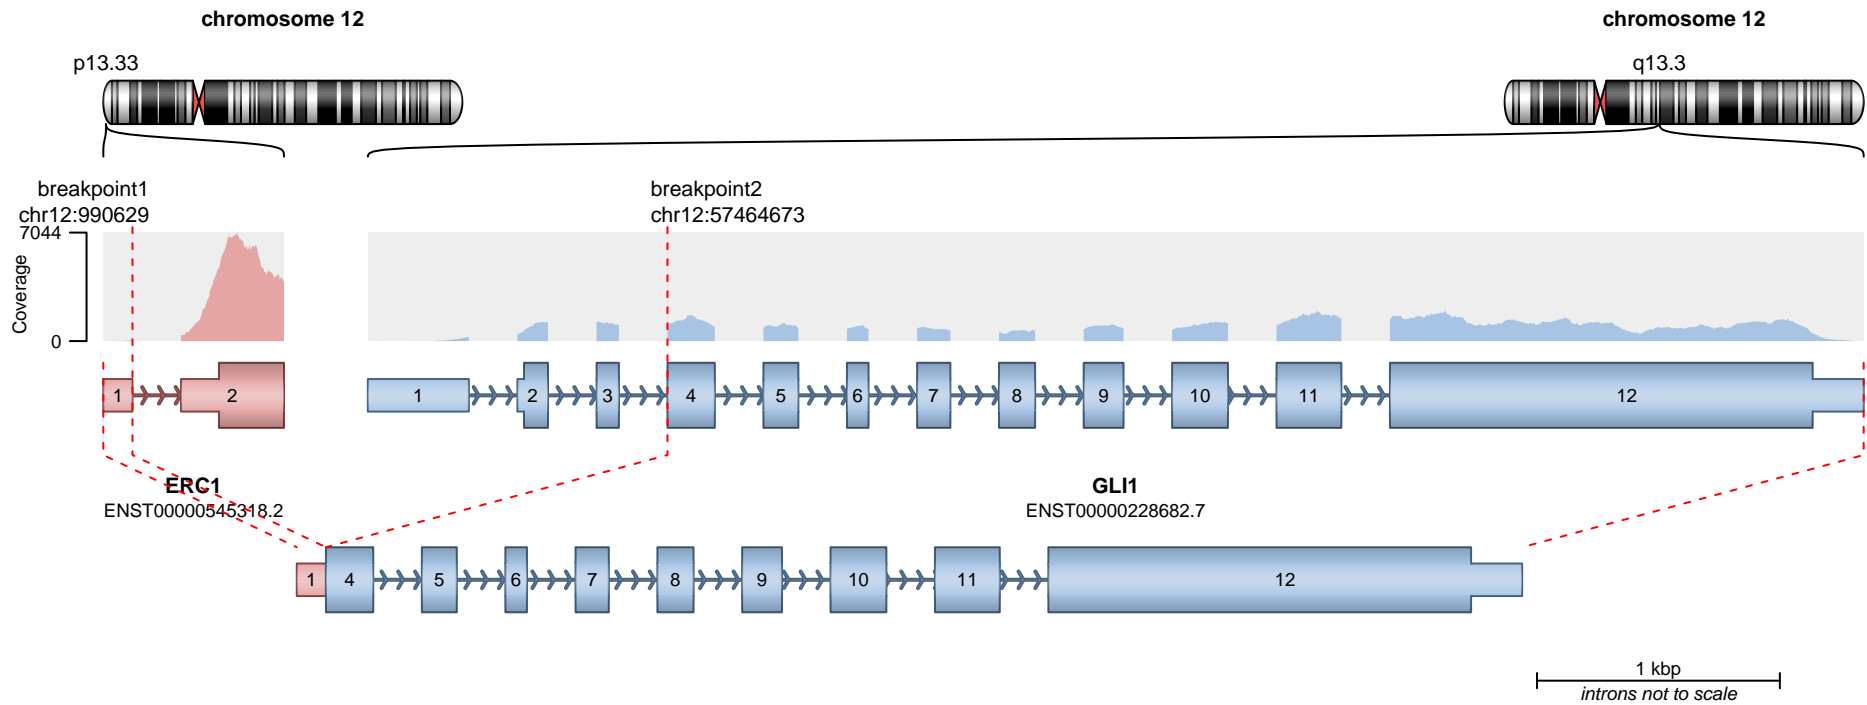 chromosome 12
chromosome 12
p13.33
q13.3
breakpoint1
chr12:990629
breakpoint2
chr12:57464673
7044
Coverage
0
1 2
1 2 3 4 5 6 7 8 9 10 11 12
ERC1
ENST00000545318.2
GLI1
ENST00000228682.7
1 4 5 6 7 8 9 10 11 12
1 kbp
introns not to scale